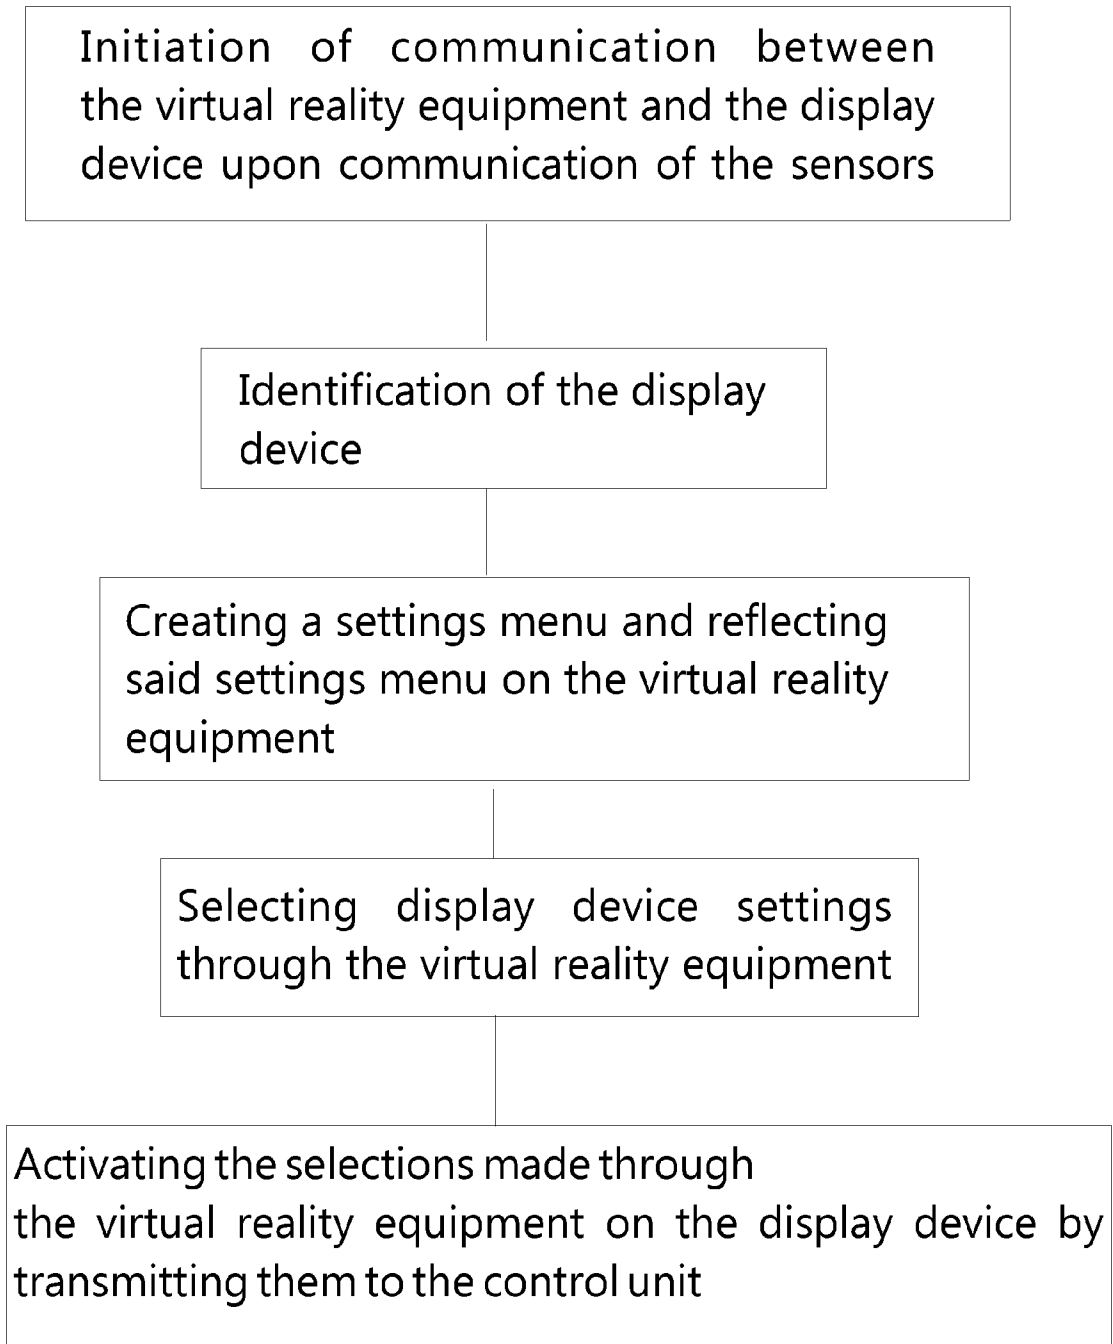 Initiation of communication between
the virtual reality equipment and the display
device upon communication of the sensors
Identification of the display
device
Creating a settings menu and reflecting
said settings menu on the virtual reality
equipment
Selecting display device settings
through the virtual reality equipment
Activating the selections made through
the virtual reality equipment on the display device by
transmitting them to the control unit